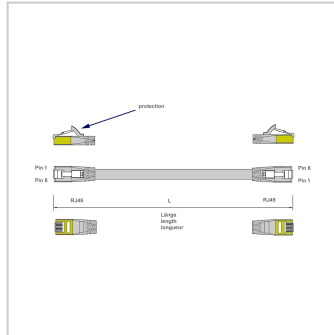 protection
Pin 1
Pin 8
Pin 8
Pin 1
RJ45
L
RJ45
Länge
length
longueur